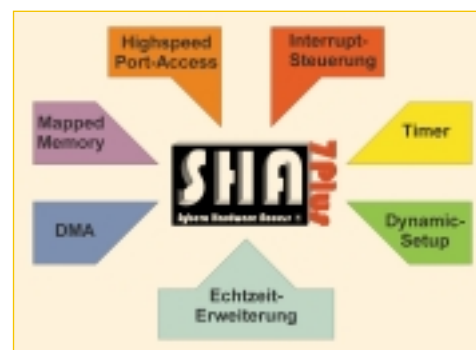 Highspeed
Port-Access
Interrupt-
Steuerung
Mapped
Memory
SHA
7Plus
Timer
DMA
Dynamic-
Setup
Echtzeit-
Erweiterung